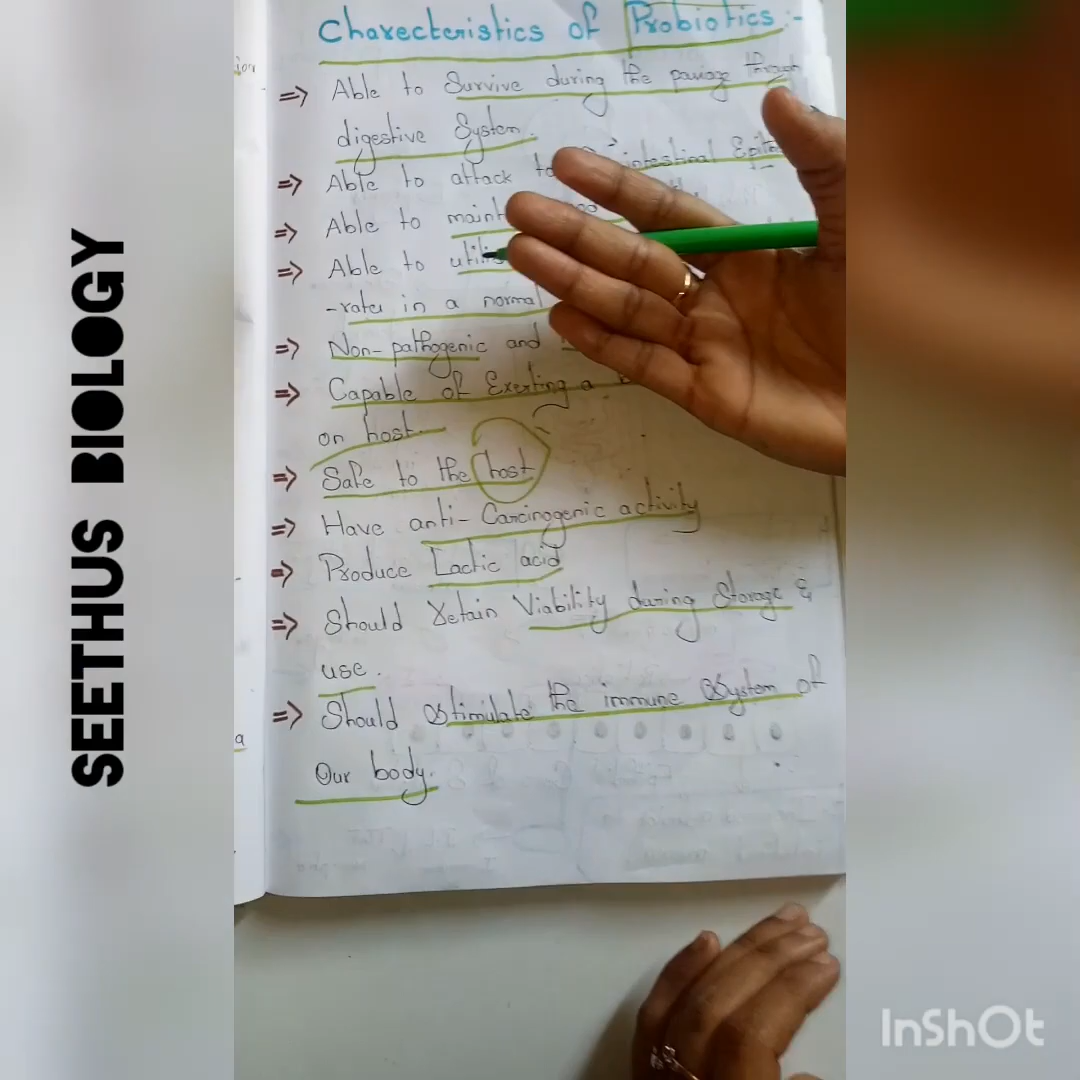 SEETHUS BIOLOGY
Charecteristics of Probiotics :-
ion
=> Able to Survive during the passage through
digestive System.
=> Able to attack to intestinal
=> Able to
=> Able to
-rates in a normal
=> Non-pathogenic and
=> Capable of Exerting a
on host.
=> Safe to the host
=> Have anti-Carcinogenic activity
=> Produce Lactic acid
=> Should retain Viability during Storage &
use.
=> Should stimulate the immune System of
a
Our body.
InShOt